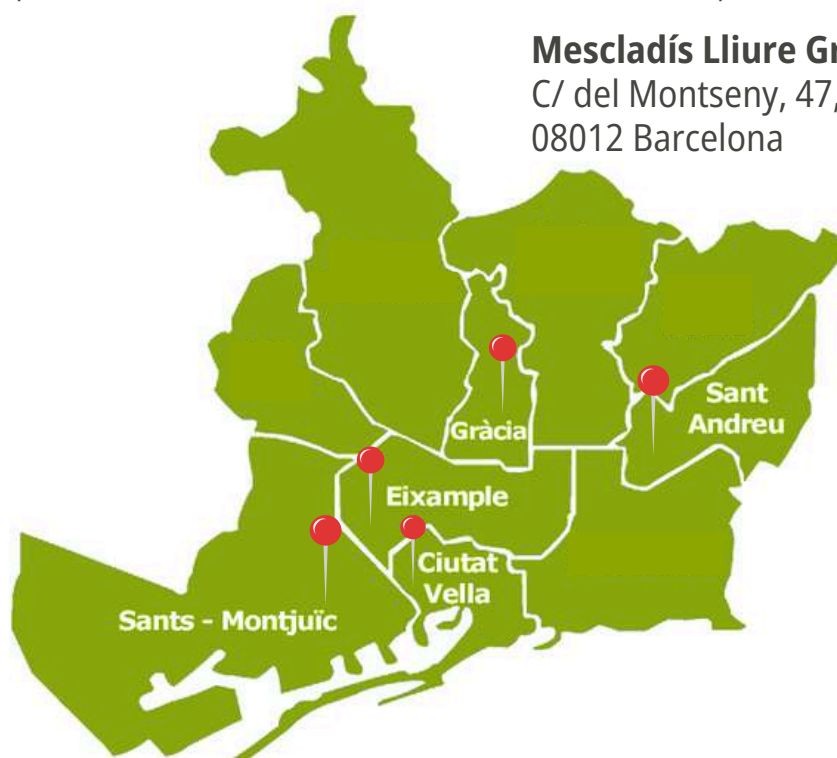 Mescladís Lliure Gr
C/ del Montseny, 47,
08012 Barcelona
Gràcia
Sant
Andreu
Eixample
Ciutat
Vella
Sants - Montjuïc